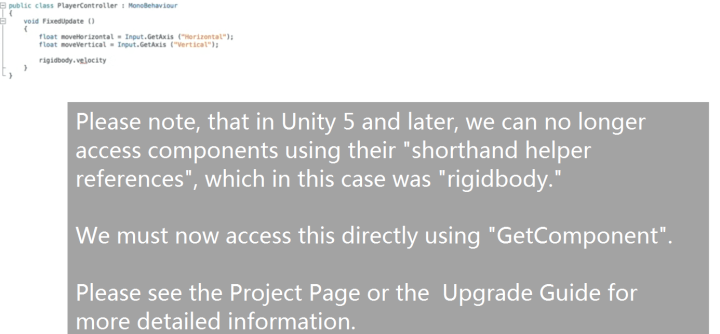 public class PlayerController : MonoBehaviour
{
void FixedUpdate ()
{
float moveHorizontal = Input.GetAxis ("Horizontal");
float moveVertical = Input.GetAxis ("Vertical");
rigidbody.velocity
}
}
Please note, that in Unity 5 and later, we can no longer
access components using their "shorthand helper
references", which in this case was "rigidbody."
We must now access this directly using "GetComponent".
Please see the Project Page or the Upgrade Guide for
more detailed information.